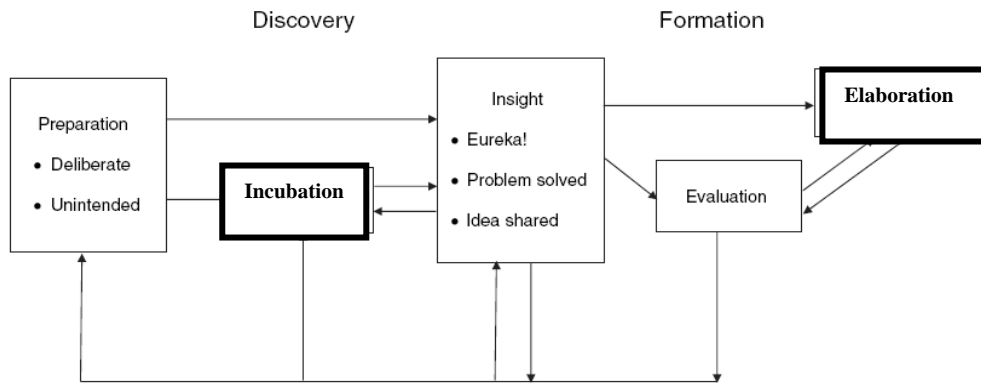 Discovery
Formation
Preparation
• Deliberate
• Unintended
Incubation
Insight
• Eureka!
• Problem solved
• Idea shared
Elaboration
Evaluation